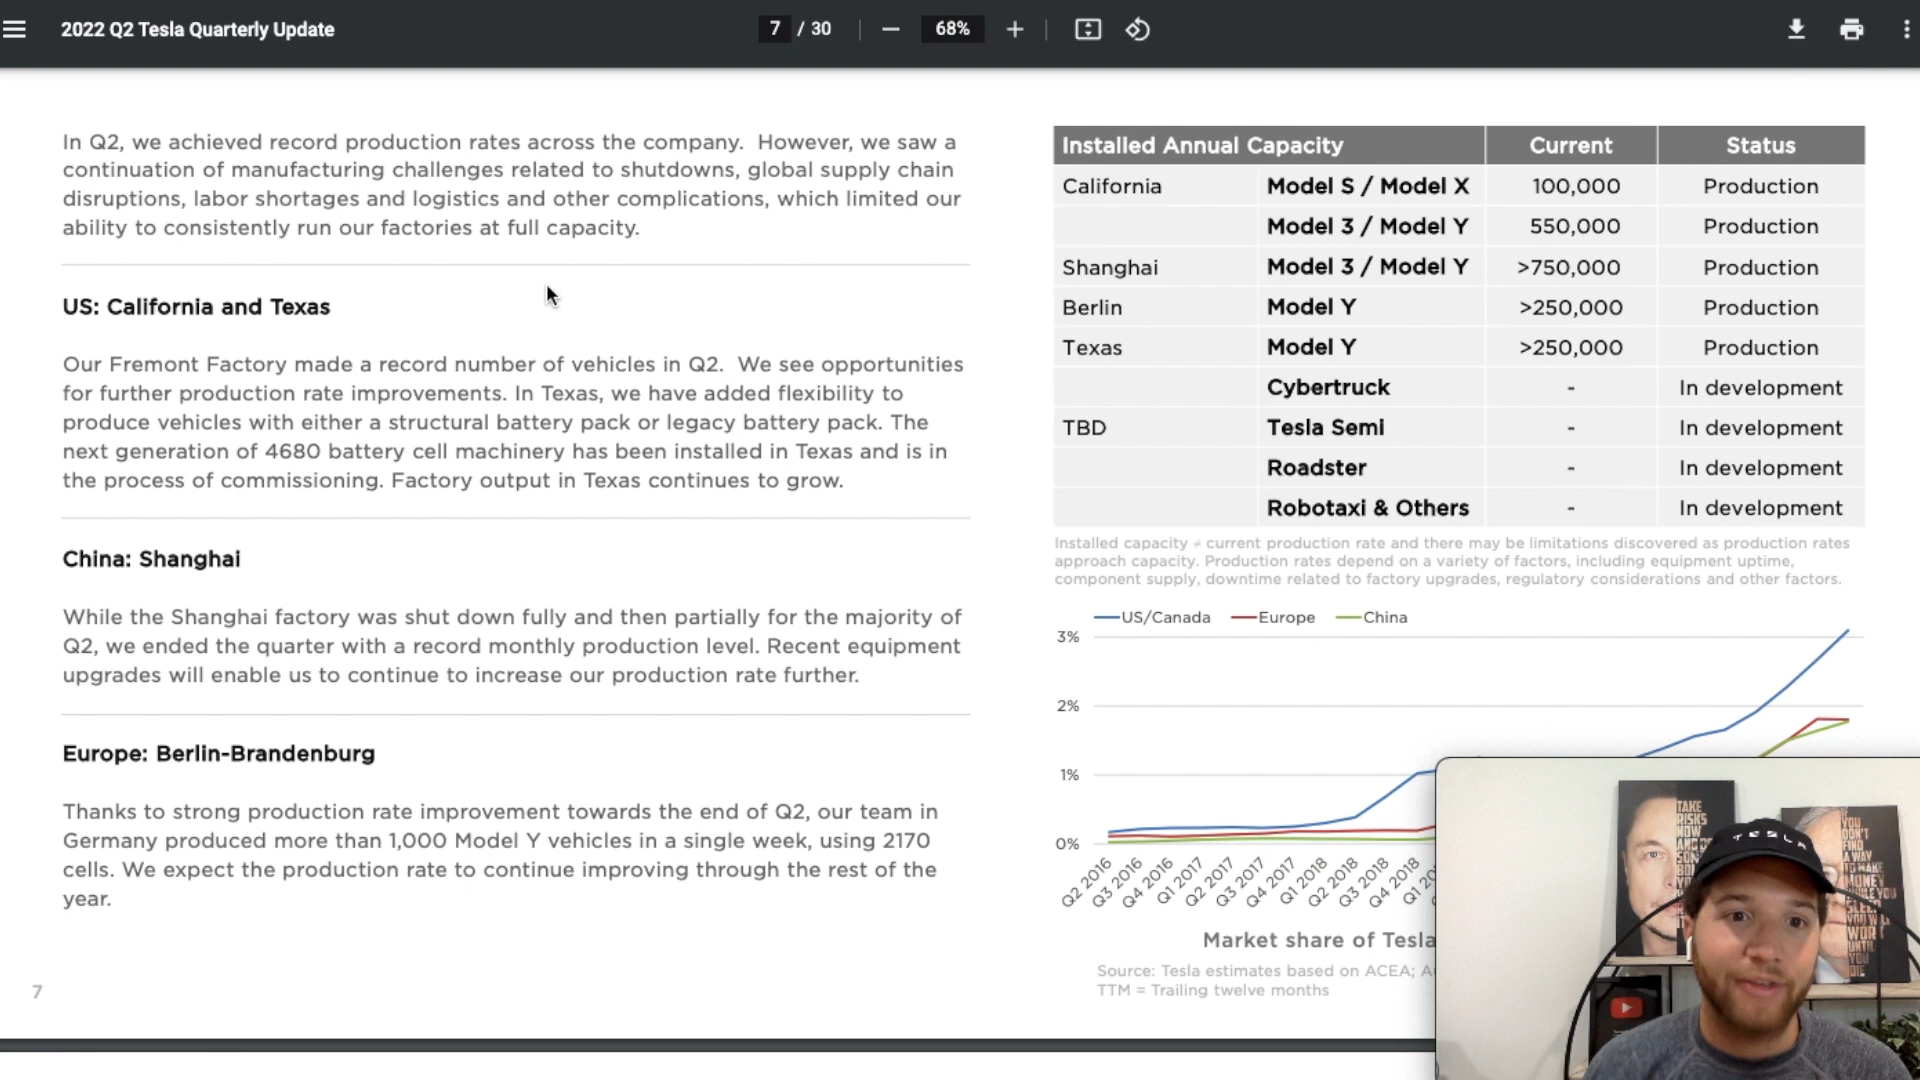 2022 Q2 Tesla Quarterly Update
7 / 30
68%
In Q2, we achieved record production rates across the company. However, we saw a
continuation of manufacturing challenges related to shutdowns, global supply chain
disruptions, labor shortages and logistics and other complications, which limited our
ability to consistently run our factories at full capacity.
US: California and Texas
Our Fremont Factory made a record number of vehicles in Q2. We see opportunities
for further production rate improvements. In Texas, we have added flexibility to
produce vehicles with either a structural battery pack or legacy battery pack. The
next generation of 4680 battery cell machinery has been installed in Texas and is in
the process of commissioning. Factory output in Texas continues to grow.
China: Shanghai
While the Shanghai factory was shut down fully and then partially for the majority of
Q2, we ended the quarter with a record monthly production level. Recent equipment
upgrades will enable us to continue to increase our production rate further.
Europe: Berlin-Brandenburg
Thanks to strong production rate improvement towards the end of Q2, our team in
Germany produced more than 1,000 Model Y vehicles in a single week, using 2170
cells. We expect the production rate to continue improving through the rest of the
year.
7
Installed Annual Capacity Current Status
California Model S / Model X 100,000 Production
Model 3 / Model Y 550,000 Production
Shanghai Model 3 / Model Y >750,000 Production
Berlin Model Y >250,000 Production
Texas Model Y >250,000 Production
Cybertruck - In development
TBD Tesla Semi - In development
Roadster - In development
Robotaxi & Others - In development
Installed capacity ≠ current production rate and there may be limitations discovered as production rates
approach capacity. Production rates depend on a variety of factors, including equipment uptime,
component supply, downtime related to factory upgrades, regulatory considerations and other factors.
US/Canada Europe China
3%
2%
1%
0%
Q2 2016 Q3 2016 Q4 2016 Q1 2017 Q2 2017 Q3 2017 Q4 2017 Q1 2018 Q2 2018 Q3 2018 Q4 2018
Market share of Tesla
Source: Tesla estimates based on ACEA;
TTM = Trailing twelve months
TAKE
RISKS
NOW
YOU
DON'T
FIND
A WAY
MONEY
UNTIL
YOU
DIE
TESLA